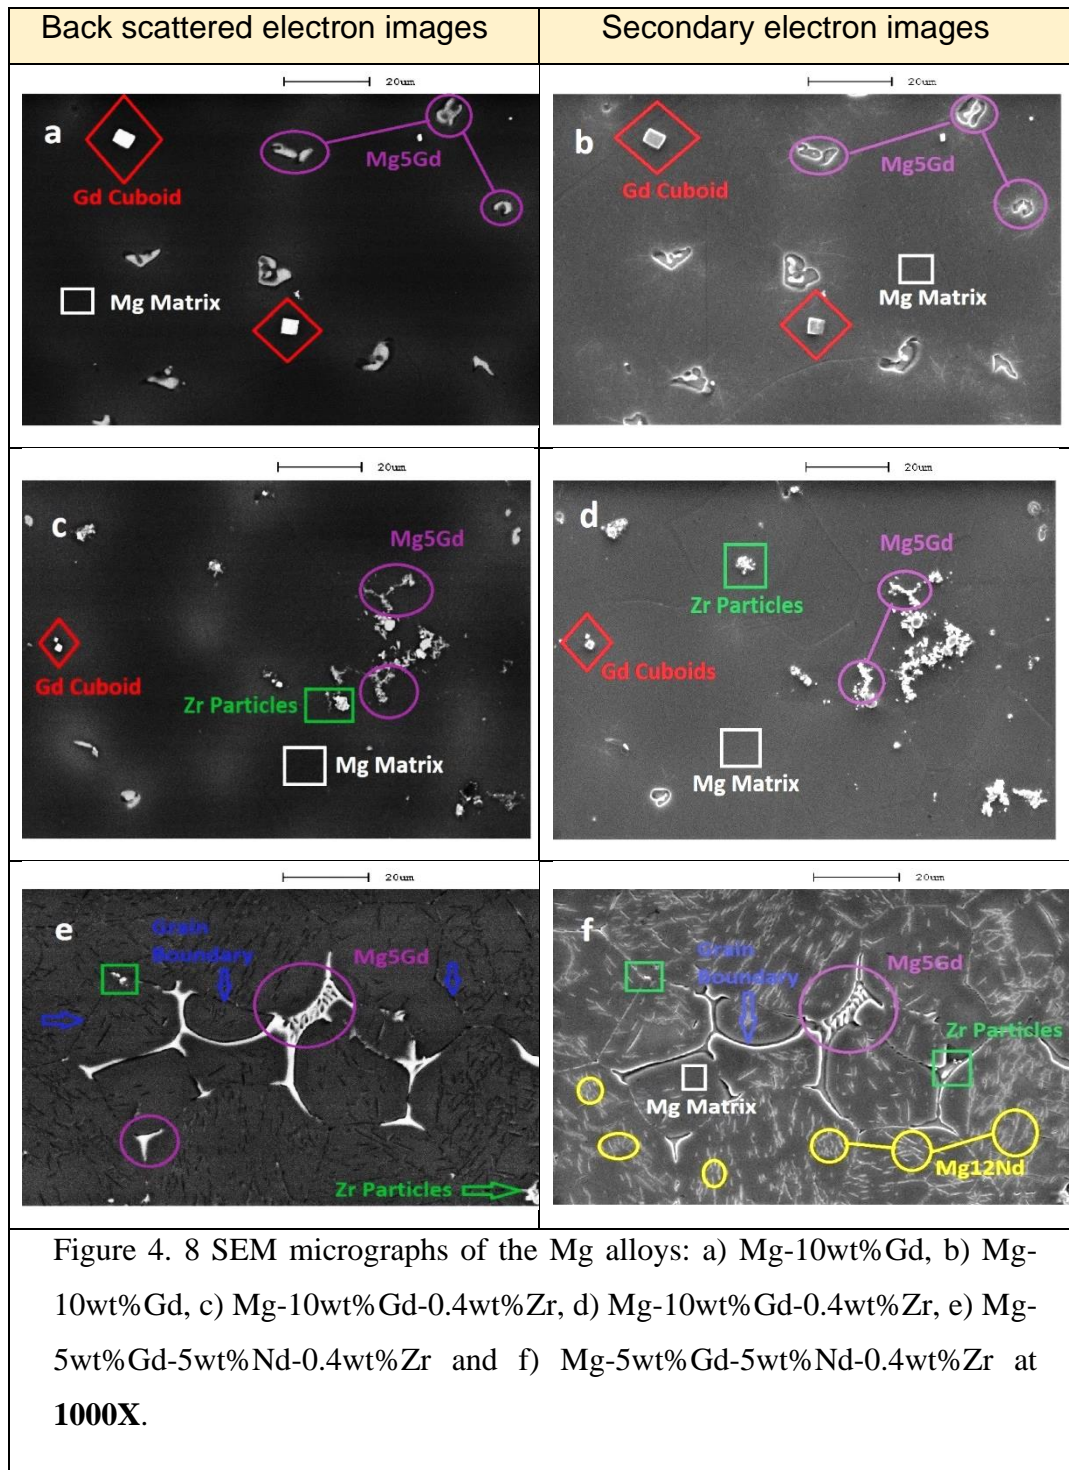 Back scattered electron images
Secondary electron images
20um
a
Gd Cuboid
Mg5Gd
Mg Matrix
20um
b
Gd Cuboid
Mg5Gd
Mg Matrix
20um
c
Mg5Gd
Gd Cuboid
Zr Particles
Mg Matrix
20um
d
Mg5Gd
Zr Particles
Gd Cuboids
Mg Matrix
20um
e
Grain
Boundary
Mg5Gd
Zr Particles
20um
f
Grain
Boundary
Mg5Gd
Zr Particles
Mg Matrix
Mg12Nd
Figure 4. 8 SEM micrographs of the Mg alloys: a) Mg-10wt%Gd, b) Mg-
10wt%Gd, c) Mg-10wt%Gd-0.4wt%Zr, d) Mg-10wt%Gd-0.4wt%Zr, e) Mg-
5wt%Gd-5wt%Nd-0.4wt%Zr and f) Mg-5wt%Gd-5wt%Nd-0.4wt%Zr at
1000X.